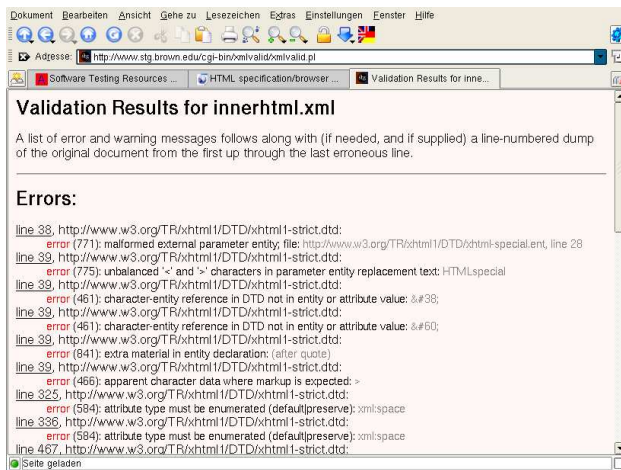 Dokument Bearbeiten Ansicht Gehe zu Lesezeichen Extras Einstellungen Fenster Hilfe
Adresse: http://www.stg.brown.edu/cgi-bin/xmlvalid/xmlvalid.pl
Software Testing Resources ... HTML specification/browser ... Validation Results for inne...
Validation Results for innerhtml.xml
A list of error and warning messages follows along with (if needed, and if supplied) a line-numbered dump
of the original document from the first up through the last erroneous line.
Errors:
line 38, http://www.w3.org/TR/xhtml1/DTD/xhtml1-strict.dtd:
error (771): malformed external parameter entity; file: http://www.w3.org/TR/xhtml1/DTD/xhtml-special.ent, line 28
line 39, http://www.w3.org/TR/xhtml1/DTD/xhtml1-strict.dtd:
error (775): unbalanced '<' and '>' characters in parameter entity replacement text: HTMLspecial
line 39, http://www.w3.org/TR/xhtml1/DTD/xhtml1-strict.dtd:
error (461): character-entity reference in DTD not in entity or attribute value: &#38;
line 39, http://www.w3.org/TR/xhtml1/DTD/xhtml1-strict.dtd:
error (461): character-entity reference in DTD not in entity or attribute value: &#60;
line 39, http://www.w3.org/TR/xhtml1/DTD/xhtml1-strict.dtd:
error (841): extra material in entity declaration: (after quote)
line 39, http://www.w3.org/TR/xhtml1/DTD/xhtml1-strict.dtd:
error (466): apparent character data where markup is expected: >
line 325, http://www.w3.org/TR/xhtml1/DTD/xhtml1-strict.dtd:
error (584): attribute type must be enumerated (default|preserve): xml:space
line 336, http://www.w3.org/TR/xhtml1/DTD/xhtml1-strict.dtd:
error (584): attribute type must be enumerated (default|preserve): xml:space
line 467, http://www.w3.org/TR/xhtml1/DTD/xhtml1-strict.dtd:
Seite geladen